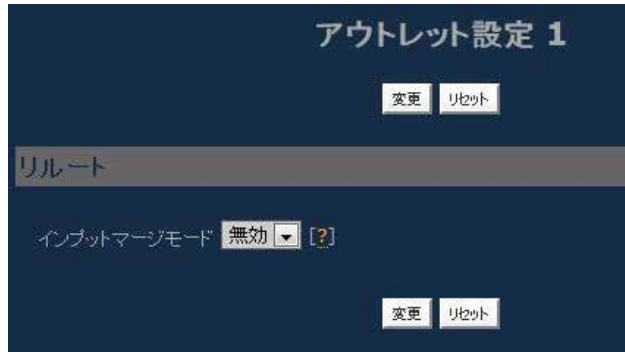 アウトレット設定 1
変更 リセット
リルート
インプットマージモード 無効 [?]
変更 リセット